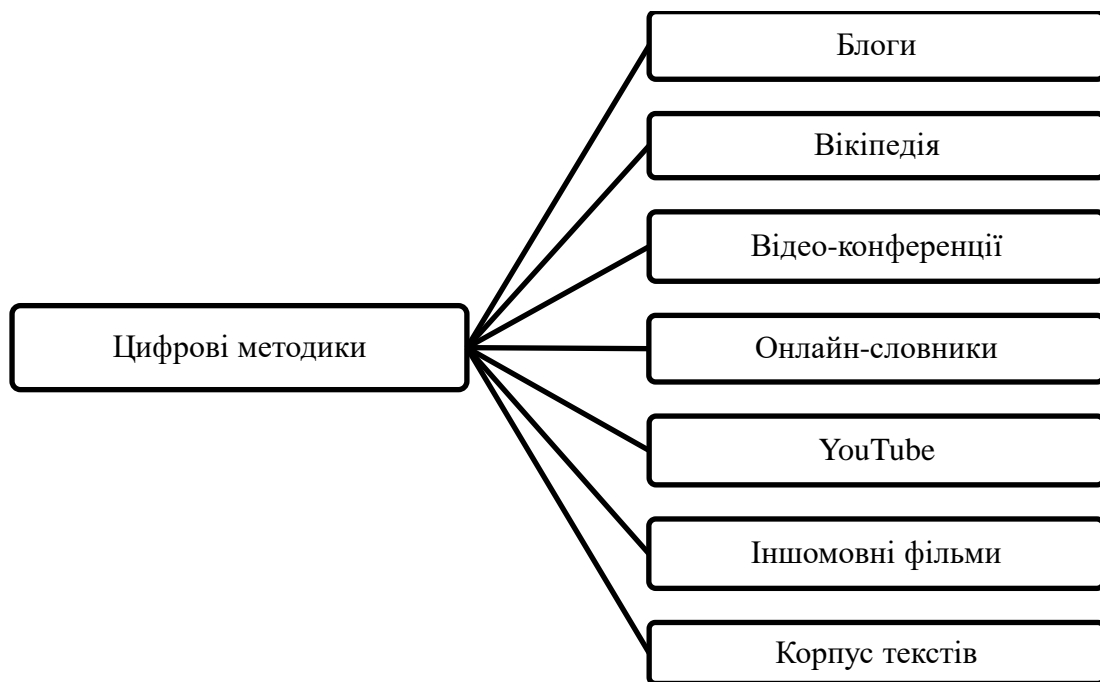 Цифрові методики
Блоги
Вікіпедія
Відео-конференції
Онлайн-словники
YouTube
Іншомовні фільми
Корпус текстів